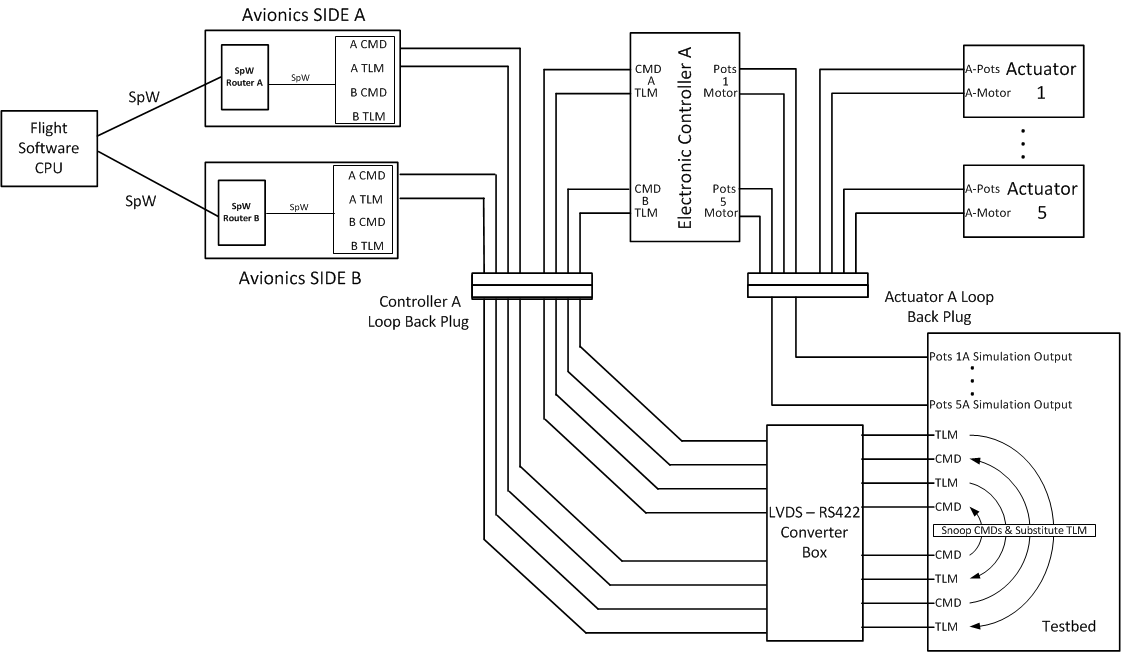 Avionics SIDE A
SpW
Router A
SpW
A CMD
A TLM
B CMD
B TLM
SpW
Flight
Software
CPU
SpW
SpW
Router B
SpW
A CMD
A TLM
B CMD
B TLM
Avionics SIDE B
Controller A
Loop Back Plug
CMD
A
TLM
CMD
B
TLM
Electronic Controller A
Pots
1
Motor
Pots
5
Motor
A-Pots
A-Motor
Actuator
1
A-Pots
A-Motor
Actuator
5
Actuator A Loop
Back Plug
LVDS – RS422
Converter
Box
Pots 1A Simulation Output
Pots 5A Simulation Output
TLM
CMD
TLM
CMD
Snoop CMDs & Substitute TLM
CMD
TLM
CMD
TLM
Testbed